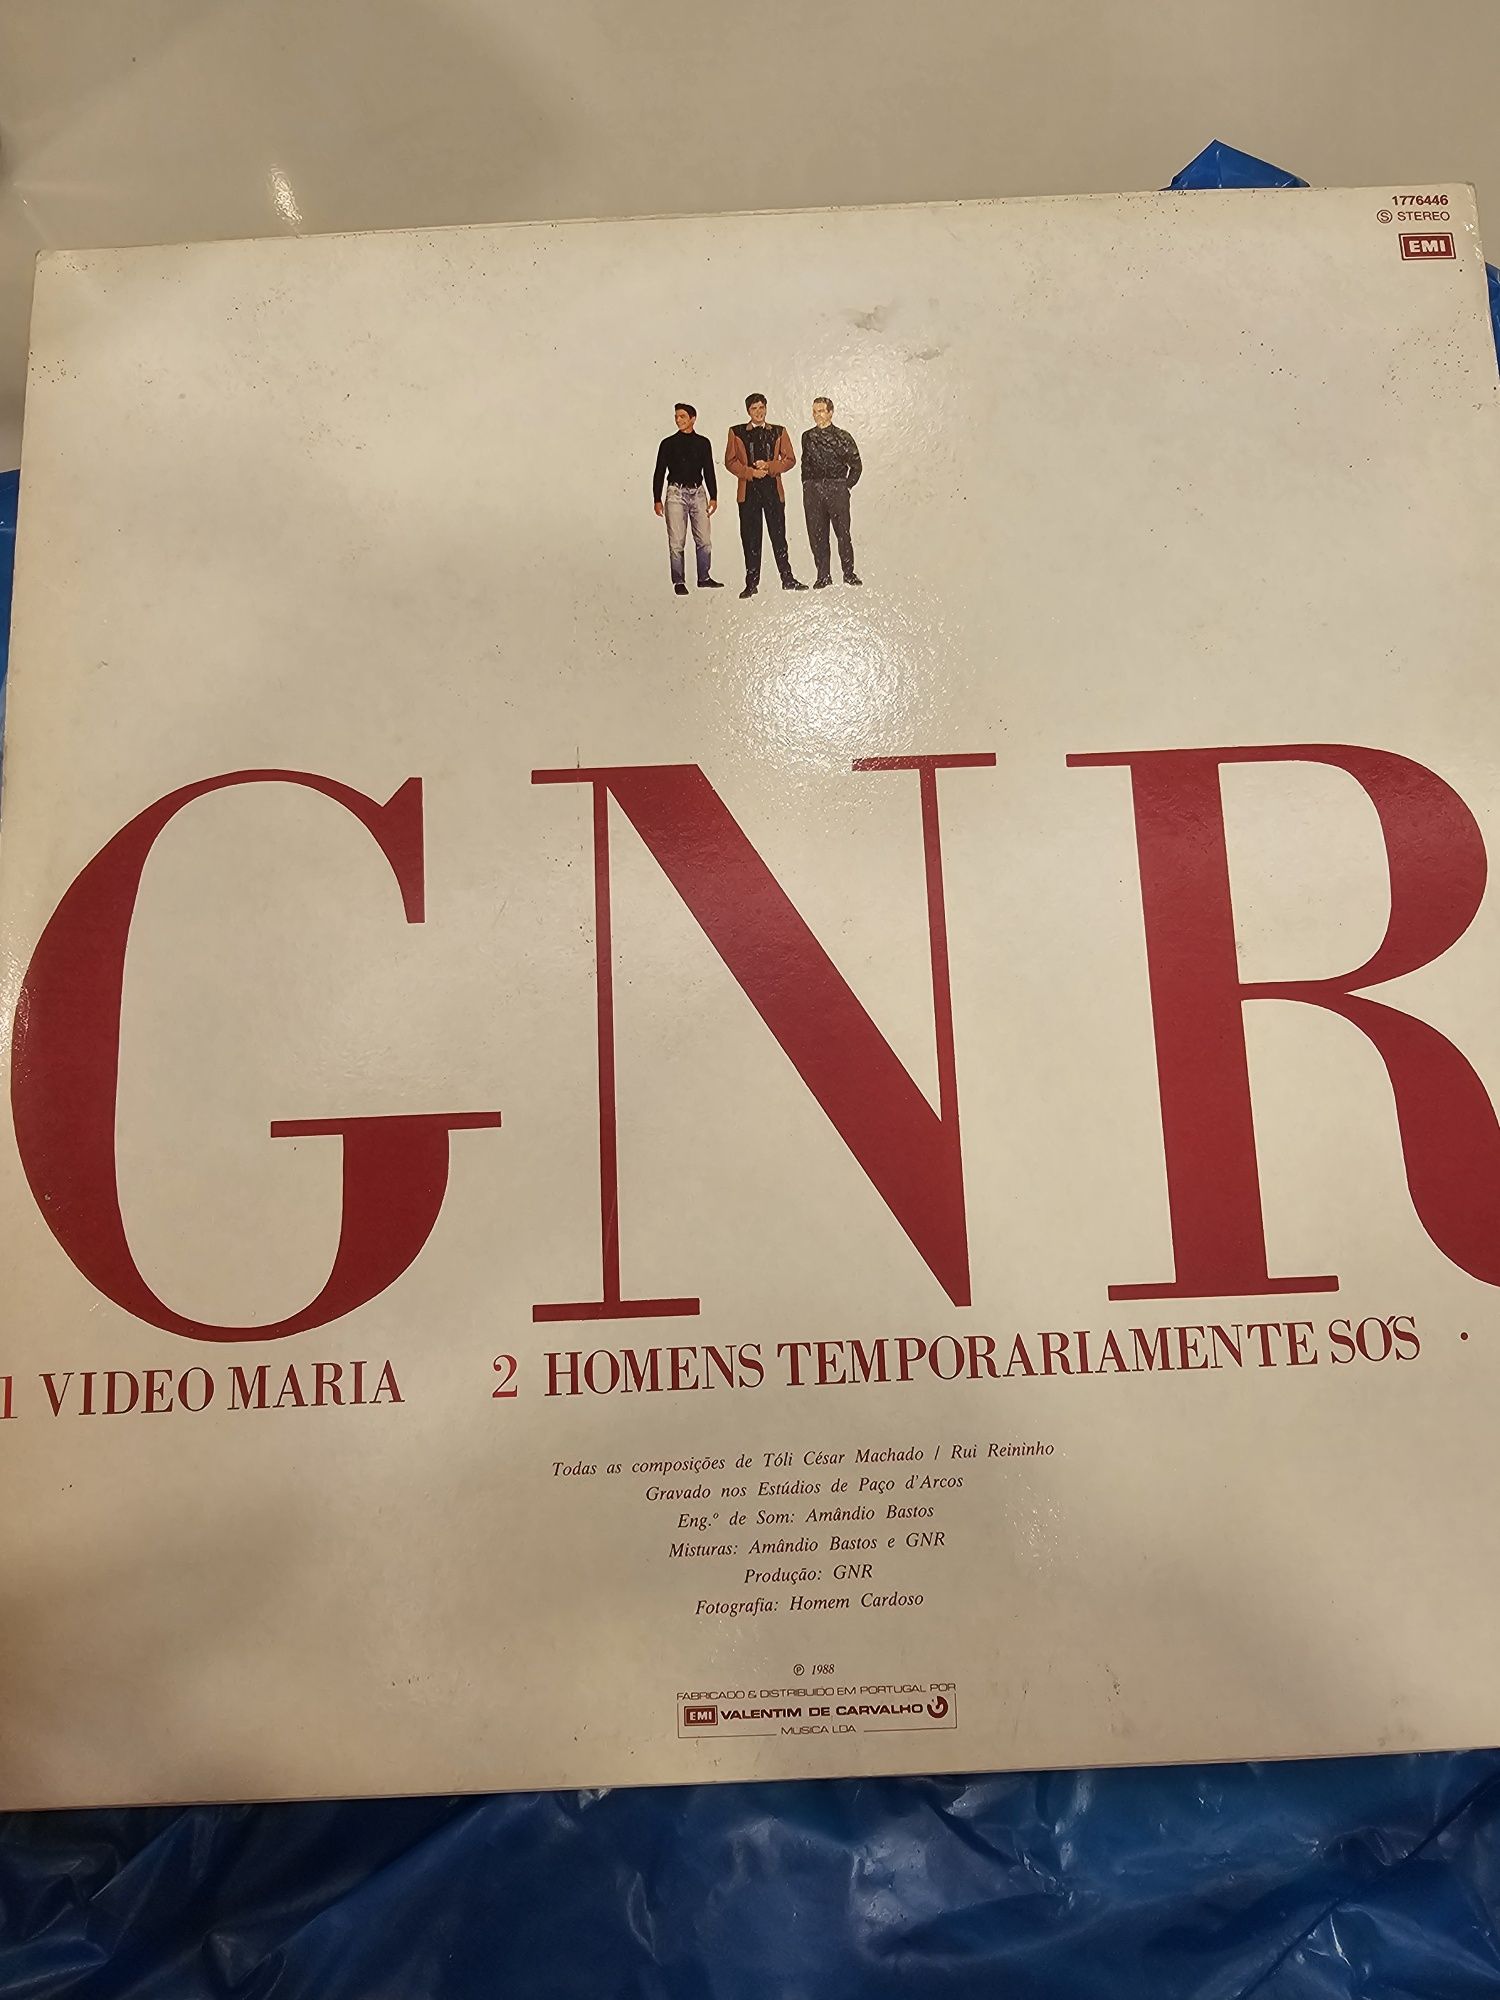 1776446
Ⓢ STEREO
EMI
GNR
1 VIDEO MARIA 2 HOMENS TEMPORARIAMENTE SÓS ·
Todas as composições de Tóli César Machado / Rui Reininho
Gravado nos Estúdios de Paço d'Arcos
Eng.º de Som: Amândio Bastos
Misturas: Amândio Bastos e GNR
Produção: GNR
Fotografia: Homem Cardoso
℗ 1988
FABRICADO & DISTRIBUIDO EM PORTUGAL POR
EMI VALENTIM DE CARVALHO
MUSICA LDA